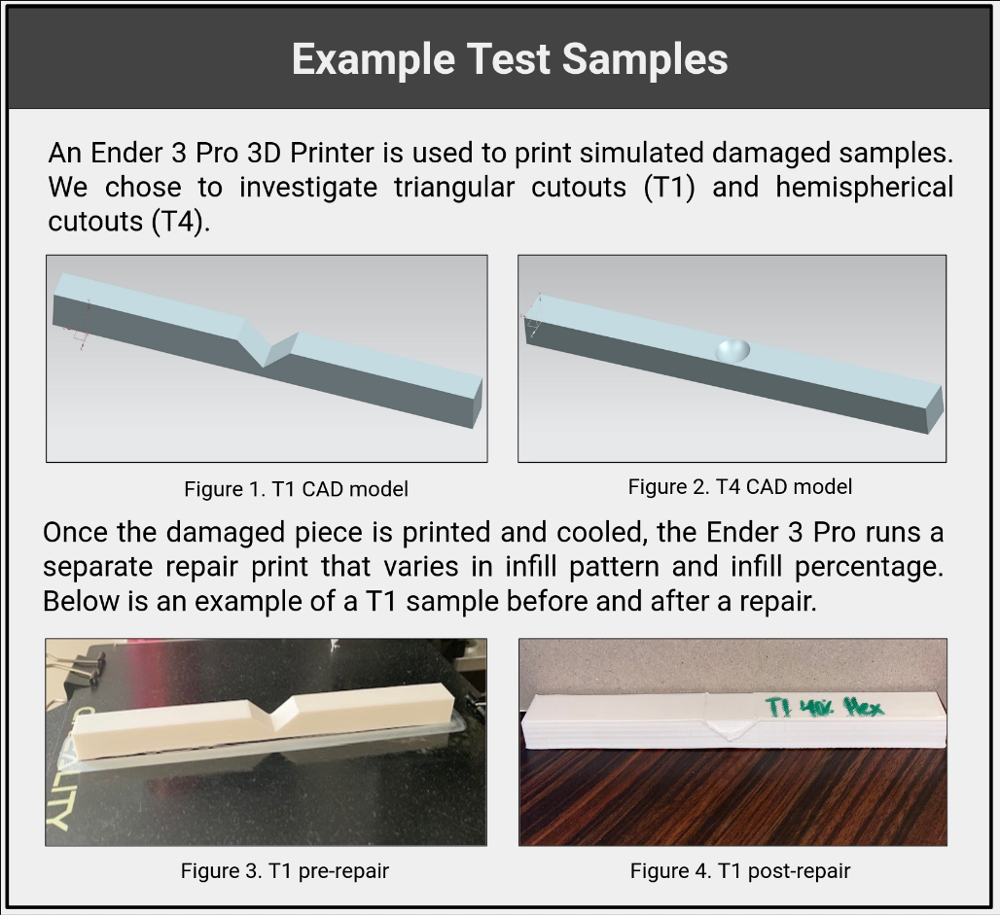 Example Test Samples
An Ender 3 Pro 3D Printer is used to print simulated damaged samples.
We chose to investigate triangular cutouts (T1) and hemispherical
cutouts (T4).
Figure 1. T1 CAD model
Figure 2. T4 CAD model
Once the damaged piece is printed and cooled, the Ender 3 Pro runs a
separate repair print that varies in infill pattern and infill percentage.
Below is an example of a T1 sample before and after a repair.
EALITY
T1 40% Hex
Figure 3. T1 pre-repair
Figure 4. T1 post-repair